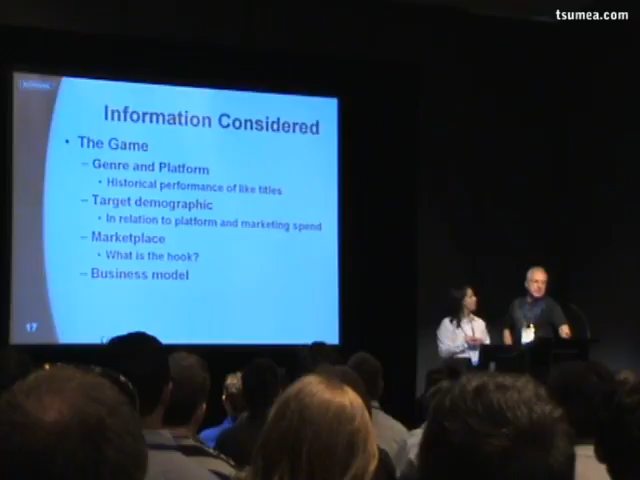 tsumea.com
Information Considered
• The Game
– Genre and Platform
• Historical performance of like titles
– Target demographic
• In relation to platform and marketing spend
– Marketplace
• What is the hook?
– Business model
17